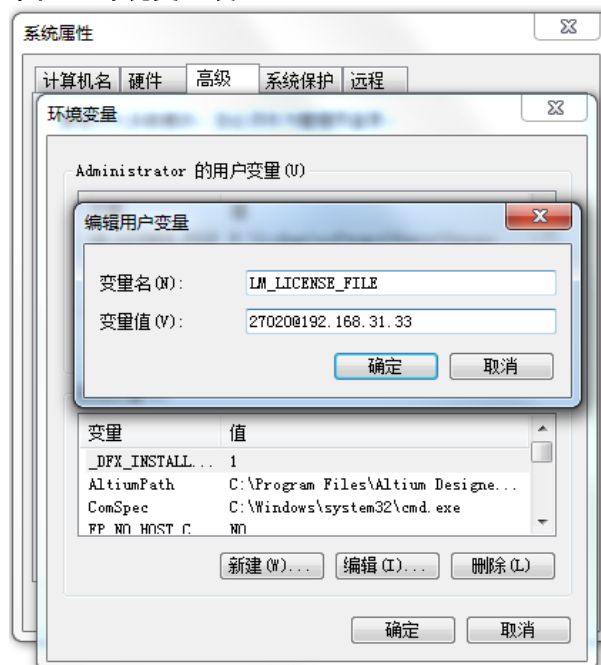 系统属性
计算机名 硬件 高级 系统保护 远程
环境变量
Administrator 的用户变量(U)
编辑用户变量
变量名(N): LM_LICENSE_FILE
变量值(V): 27020@192.168.31.33
确定 取消
变量 值
_DFX_INSTALL... 1
AltiumPath C:\Program Files\Altium Designe...
ComSpec C:\Windows\system32\cmd.exe
FP_NO_HOST_C NO
新建(W)... 编辑(I)... 删除(L)
确定 取消